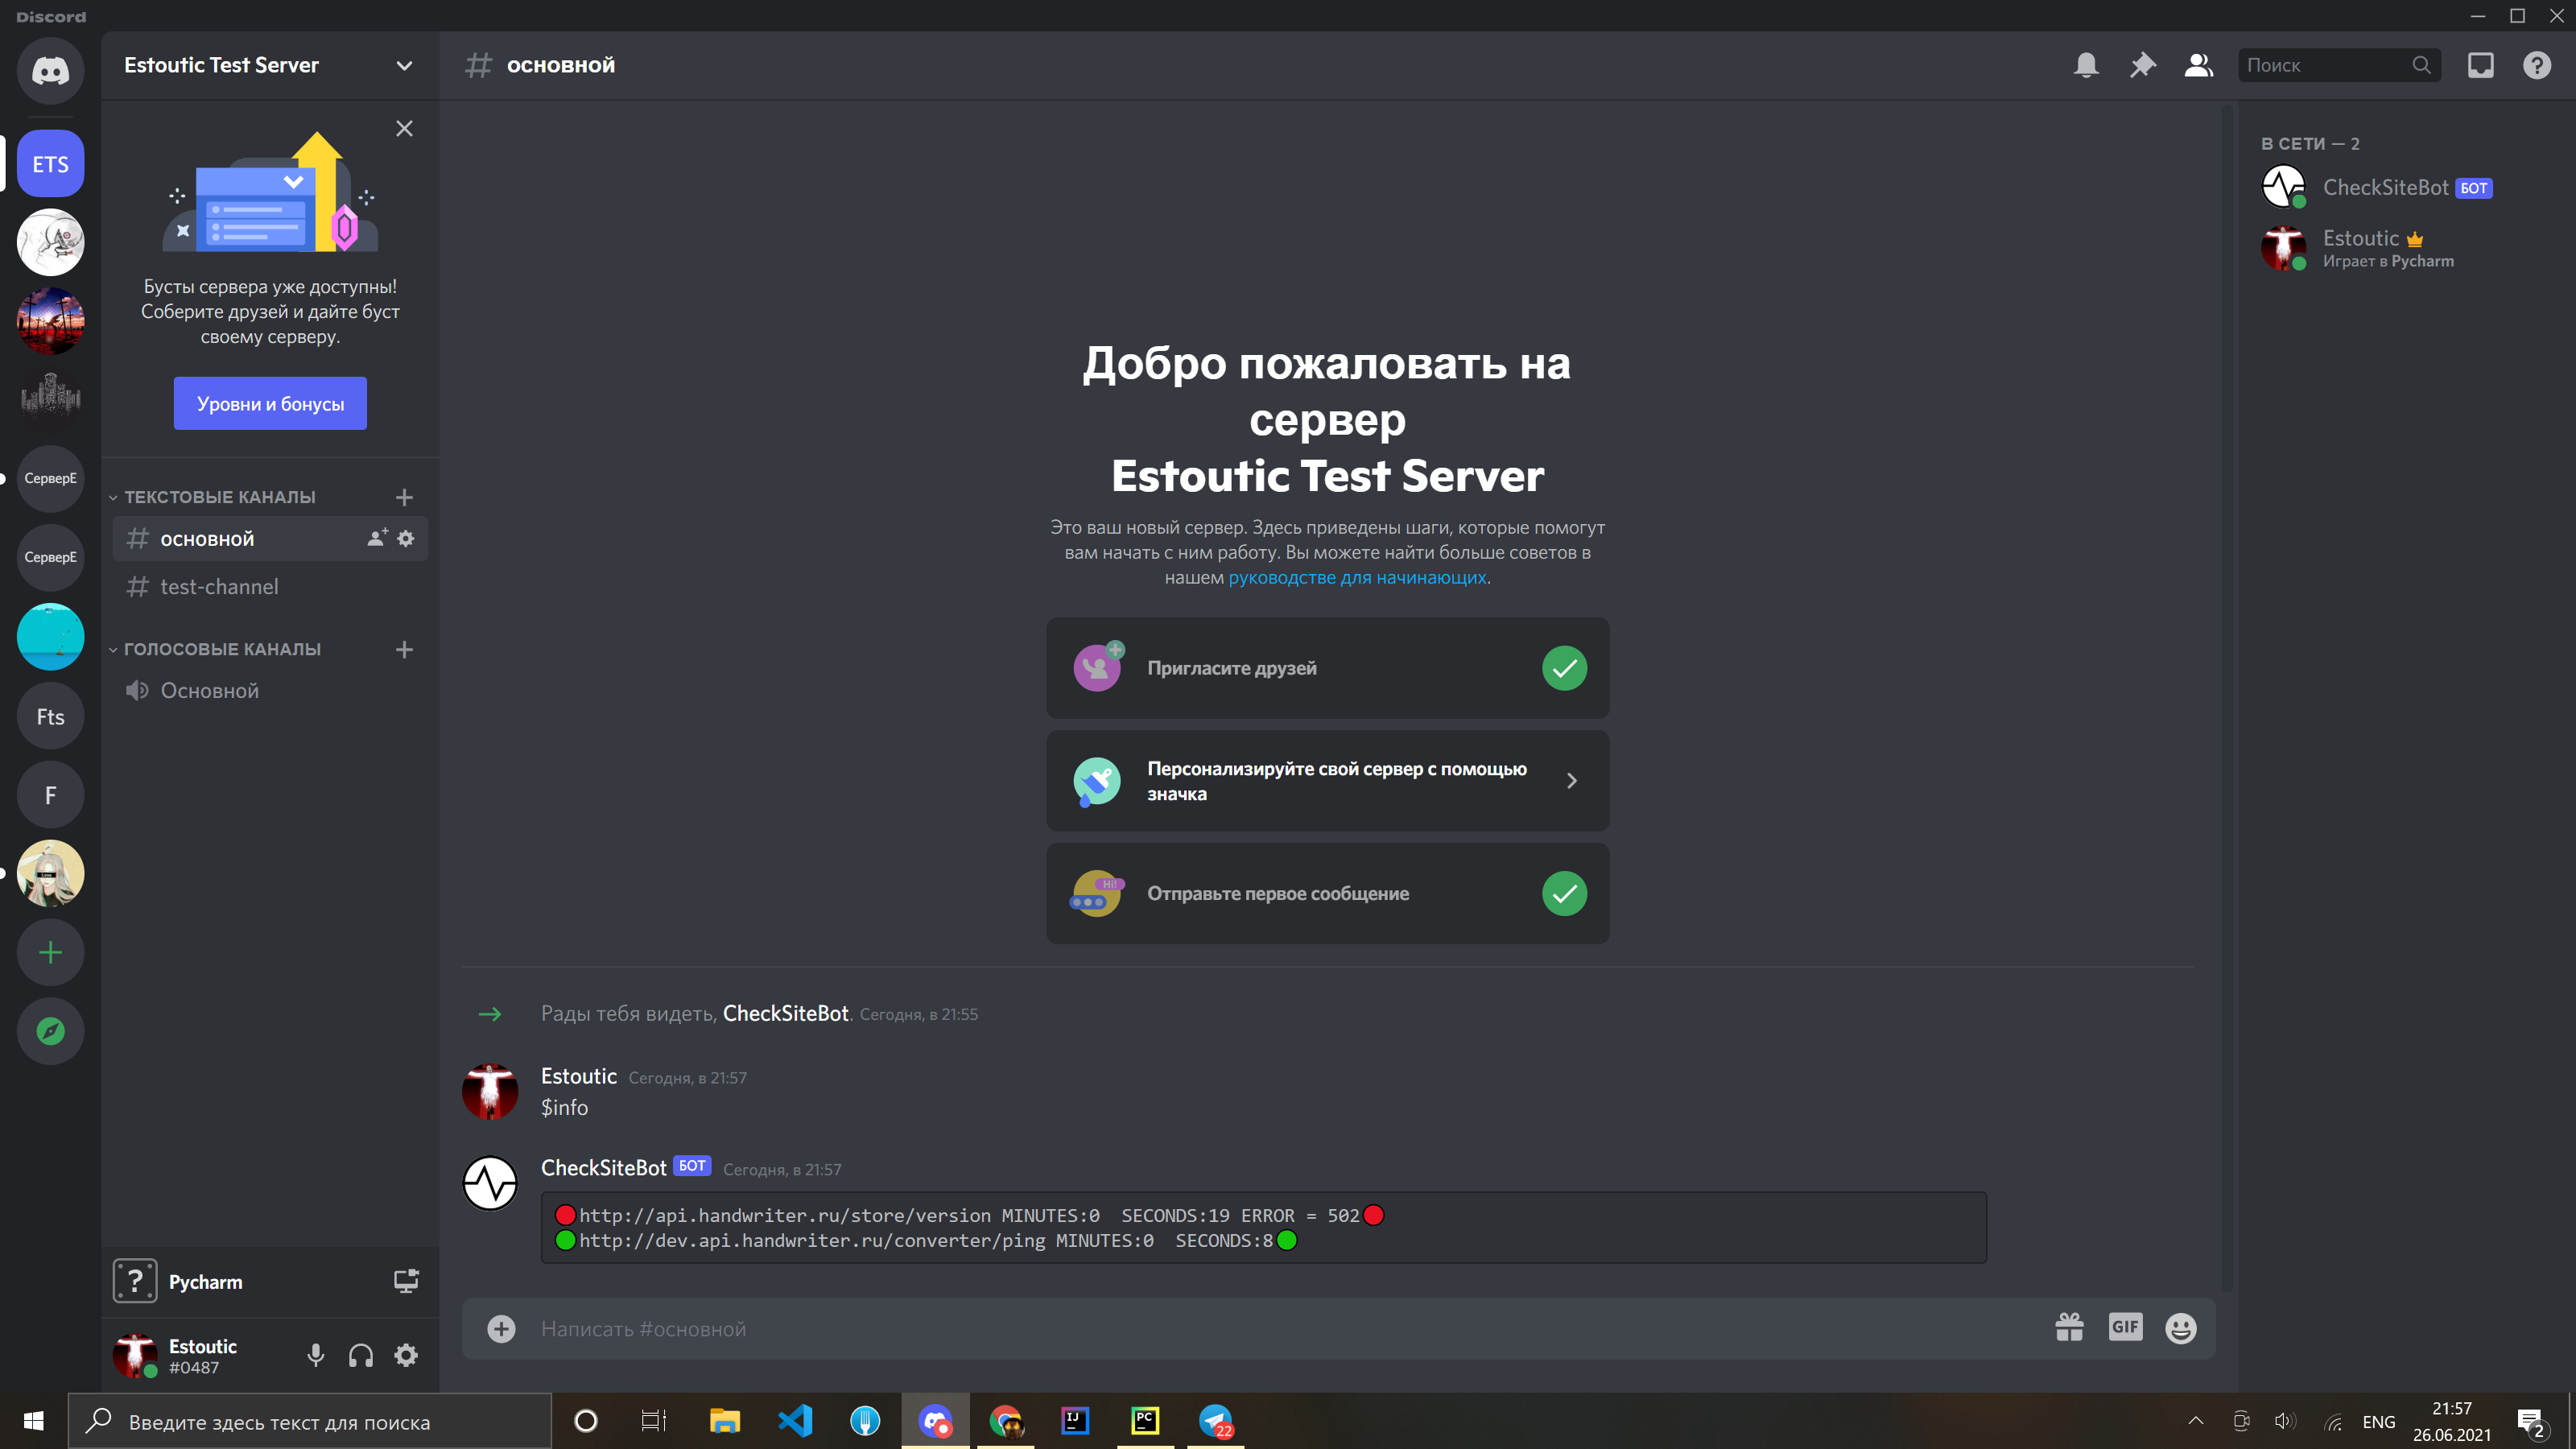 Discord
Estoutic Test Server
основной
Поиск
ETS
Бусты сервера уже доступны!
Соберите друзей и дайте буст
своему серверу.
Уровни и бонусы
СерверЕ
СерверЕ
Fts
F
ТЕКСТОВЫЕ КАНАЛЫ
основной
test-channel
ГОЛОСОВЫЕ КАНАЛЫ
Основной
Добро пожаловать на
сервер
Estoutic Test Server
Это ваш новый сервер. Здесь приведены шаги, которые помогут
вам начать с ним работу. Вы можете найти больше советов в
нашем руководстве для начинающих.
Пригласите друзей
Персонализируйте свой сервер с помощью
значка
Hi!
Отправьте первое сообщение
Рады тебя видеть, CheckSiteBot. Сегодня, в 21:55
Estoutic Сегодня, в 21:57
$info
CheckSiteBot БОТ Сегодня, в 21:57
http://api.handwriter.ru/store/version MINUTES:0 SECONDS:19 ERROR = 502
http://dev.api.handwriter.ru/converter/ping MINUTES:0 SECONDS:8
Написать #основной
GIF
В СЕТИ — 2
CheckSiteBot БОТ
Estoutic
Играет в Pycharm
? Pycharm
Estoutic
#0487
Введите здесь текст для поиска
IJ
PC
22
ENG
21:57
26.06.2021
2